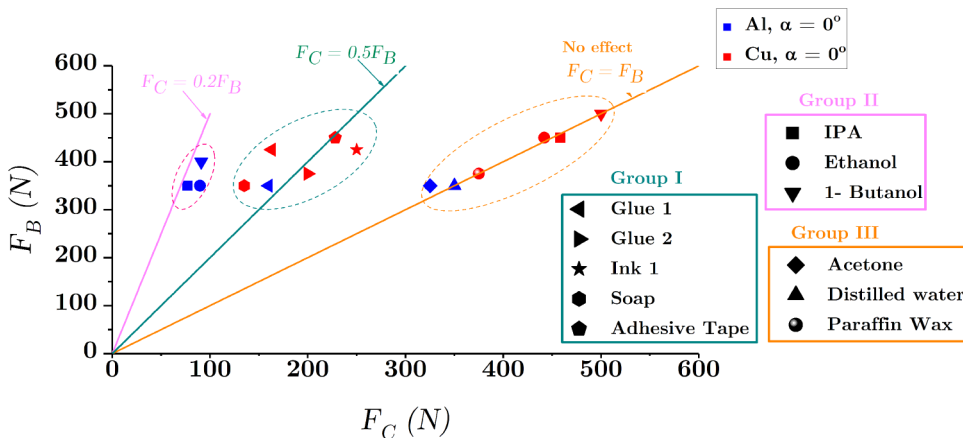 Al, α = 0°
Cu, α = 0°
No effect
F_C = F_B
F_C = 0.5F_B
F_C = 0.2F_B
600
500
400
300
200
100
0
F_B (N)
0 100 200 300 400 500 600
F_C (N)
Group I
Glue 1
Glue 2
Ink 1
Soap
Adhesive Tape
Group II
IPA
Ethanol
1- Butanol
Group III
Acetone
Distilled water
Paraffin Wax